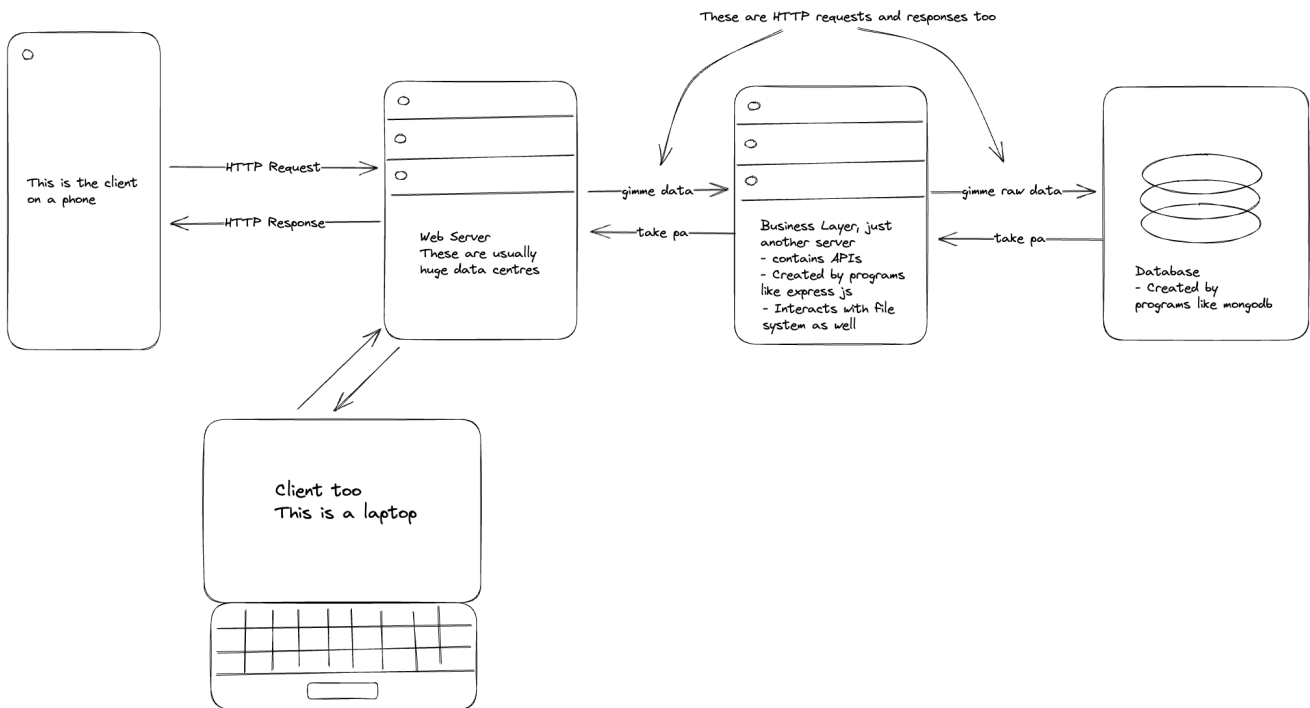 These are HTTP requests and responses too
This is the client
on a phone
HTTP Request
HTTP Response
Web Server
These are usually
huge data centres
gimme data
take pa
Business Layer, just
another server
- contains APIs
- Created by programs
like express js
- Interacts with file
system as well
gimme raw data
take pa
Database
- Created by
programs like mongodb
Client too
This is a laptop